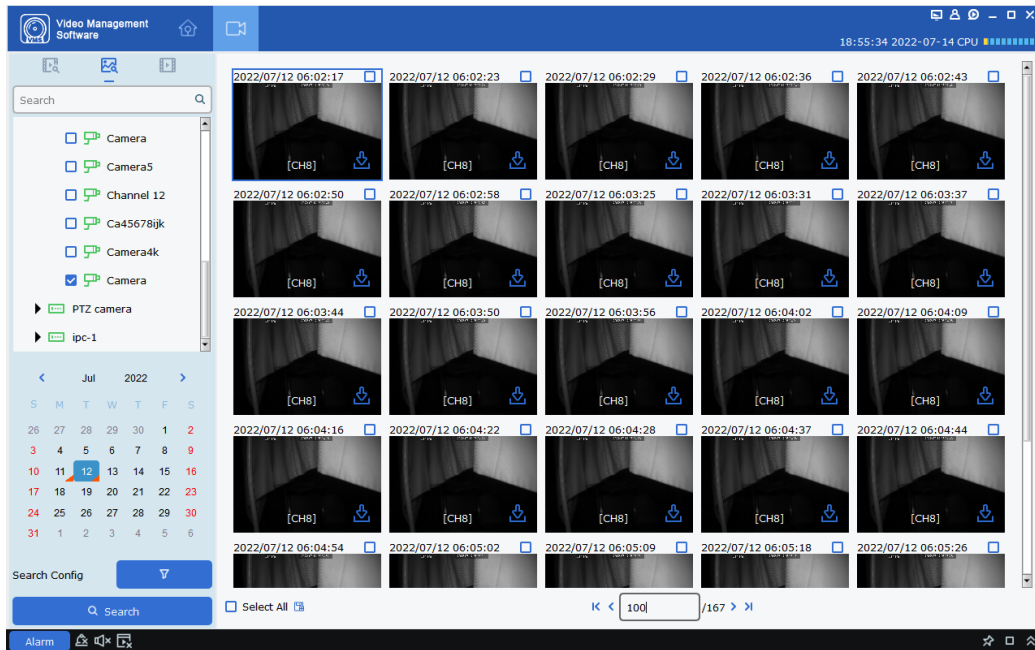 Video Management
Software
18:55:34 2022-07-14 CPU
Search
Camera
Camera5
Channel 12
Ca45678ijk
Camera4k
Camera
PTZ camera
ipc-1
Jul 2022
S M T W T F S
26 27 28 29 30 1 2
3 4 5 6 7 8 9
10 11 12 13 14 15 16
17 18 19 20 21 22 23
24 25 26 27 28 29 30
31 1 2 3 4 5 6
Search Config
Search
2022/07/12 06:02:17 2022/07/12 06:02:23 2022/07/12 06:02:29 2022/07/12 06:02:36 2022/07/12 06:02:43
[CH8] [CH8] [CH8] [CH8] [CH8]
2022/07/12 06:02:50 2022/07/12 06:02:58 2022/07/12 06:03:25 2022/07/12 06:03:31 2022/07/12 06:03:37
[CH8] [CH8] [CH8] [CH8] [CH8]
2022/07/12 06:03:44 2022/07/12 06:03:50 2022/07/12 06:03:56 2022/07/12 06:04:02 2022/07/12 06:04:09
[CH8] [CH8] [CH8] [CH8] [CH8]
2022/07/12 06:04:16 2022/07/12 06:04:22 2022/07/12 06:04:28 2022/07/12 06:04:37 2022/07/12 06:04:44
[CH8] [CH8] [CH8] [CH8] [CH8]
2022/07/12 06:04:54 2022/07/12 06:05:02 2022/07/12 06:05:09 2022/07/12 06:05:18 2022/07/12 06:05:26
Select All 100 /167
Alarm